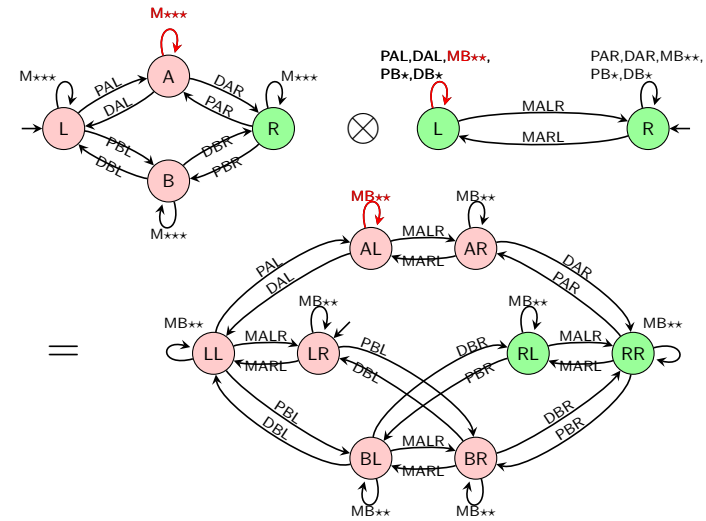 M⋆⋆⋆
A
M⋆⋆⋆
M⋆⋆⋆
PAL
DAL
DAR
PAR
L
R
PBL
DBL
DBR
PBR
B
M⋆⋆⋆
⊗
PAL,DAL,MB⋆⋆,
PB⋆,DB⋆
L
MALR
MARL
PAR,DAR,MB⋆⋆,
PB⋆,DB⋆
R
=
MB⋆⋆
MB⋆⋆
AL
MALR
MARL
AR
PAL
DAL
DAR
PAR
MB⋆⋆
MB⋆⋆
MB⋆⋆
MB⋆⋆
LL
MALR
MARL
LR
PBL
DBL
DBR
PBR
RL
MALR
MARL
RR
PBL
DBL
DBR
PBR
BL
MALR
MARL
BR
MB⋆⋆
MB⋆⋆